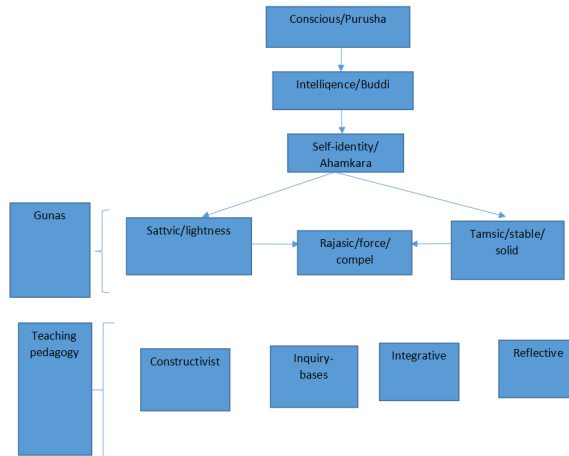 Conscious/Purusha
Intelligence/Buddi
Self-identity/
Ahamkara
Gunas
Sattvic/lightness
Rajasic/force/
compel
Tamsic/stable/
solid
Teaching
pedagogy
Constructivist
Inquiry-
bases
Integrative
Reflective